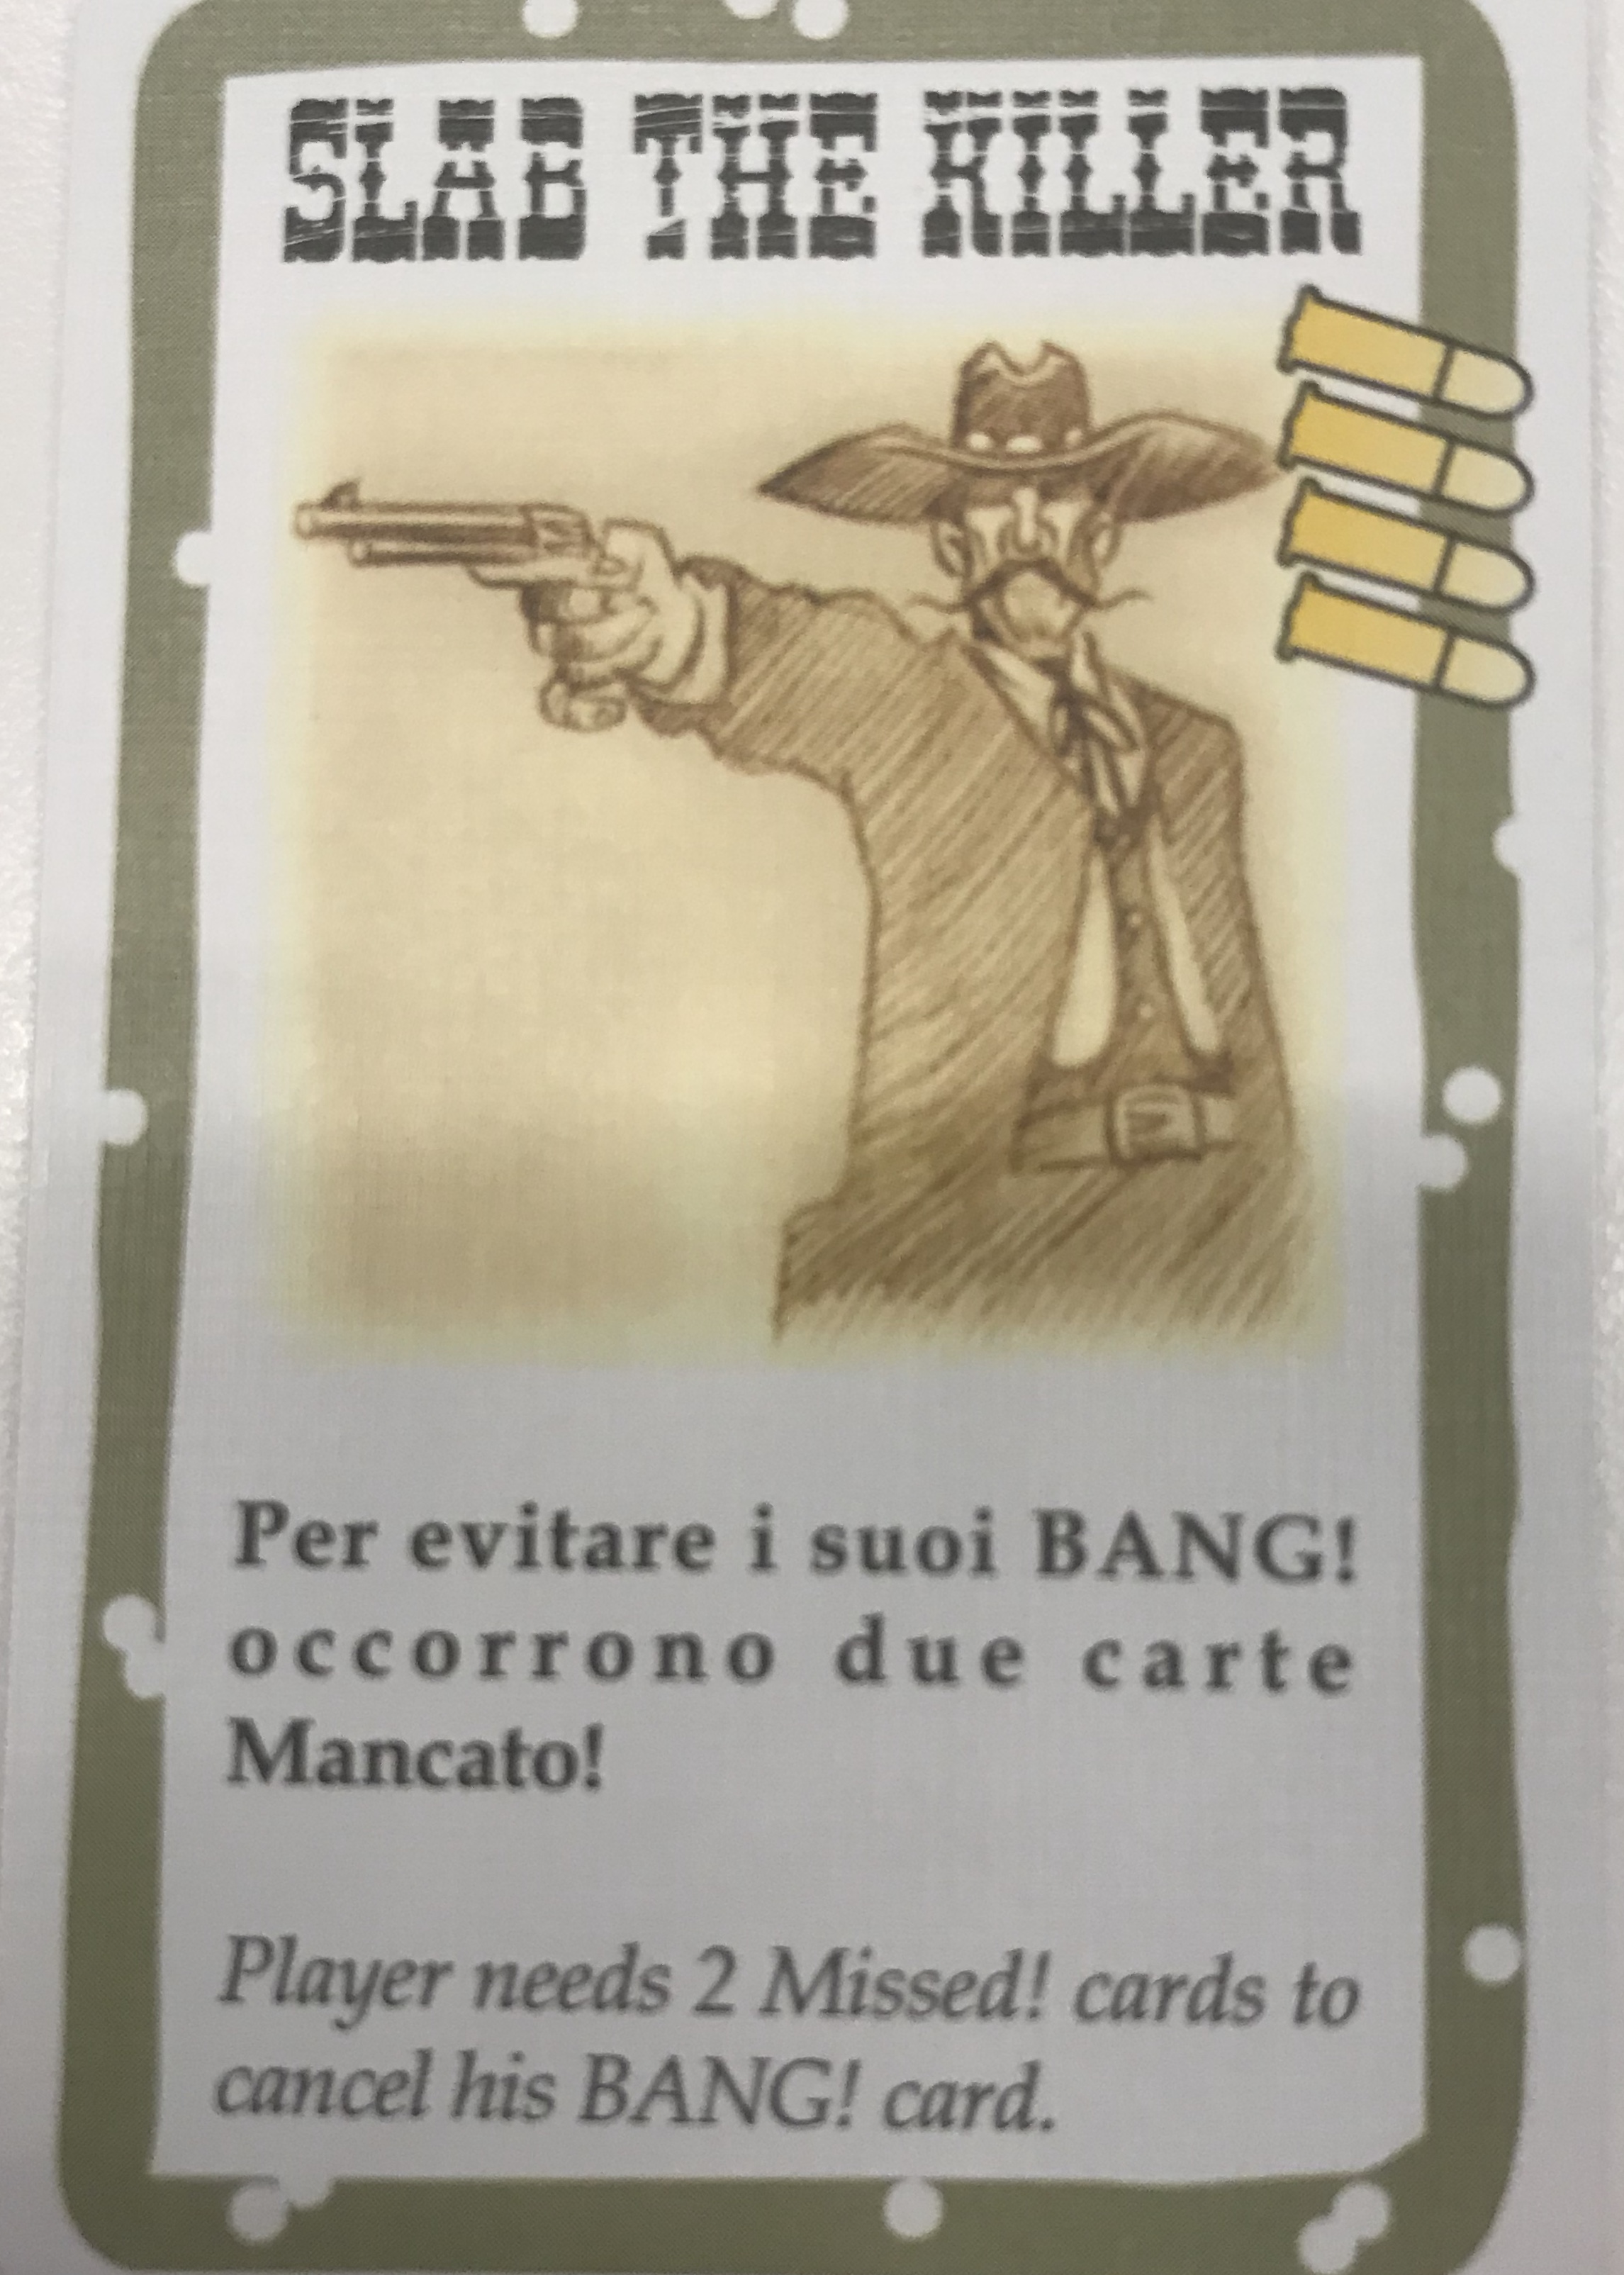 SLAB THE KILLER
Per evitare i suoi BANG!
occorrono due carte
Mancato!
Player needs 2 Missed! cards to
cancel his BANG! card.